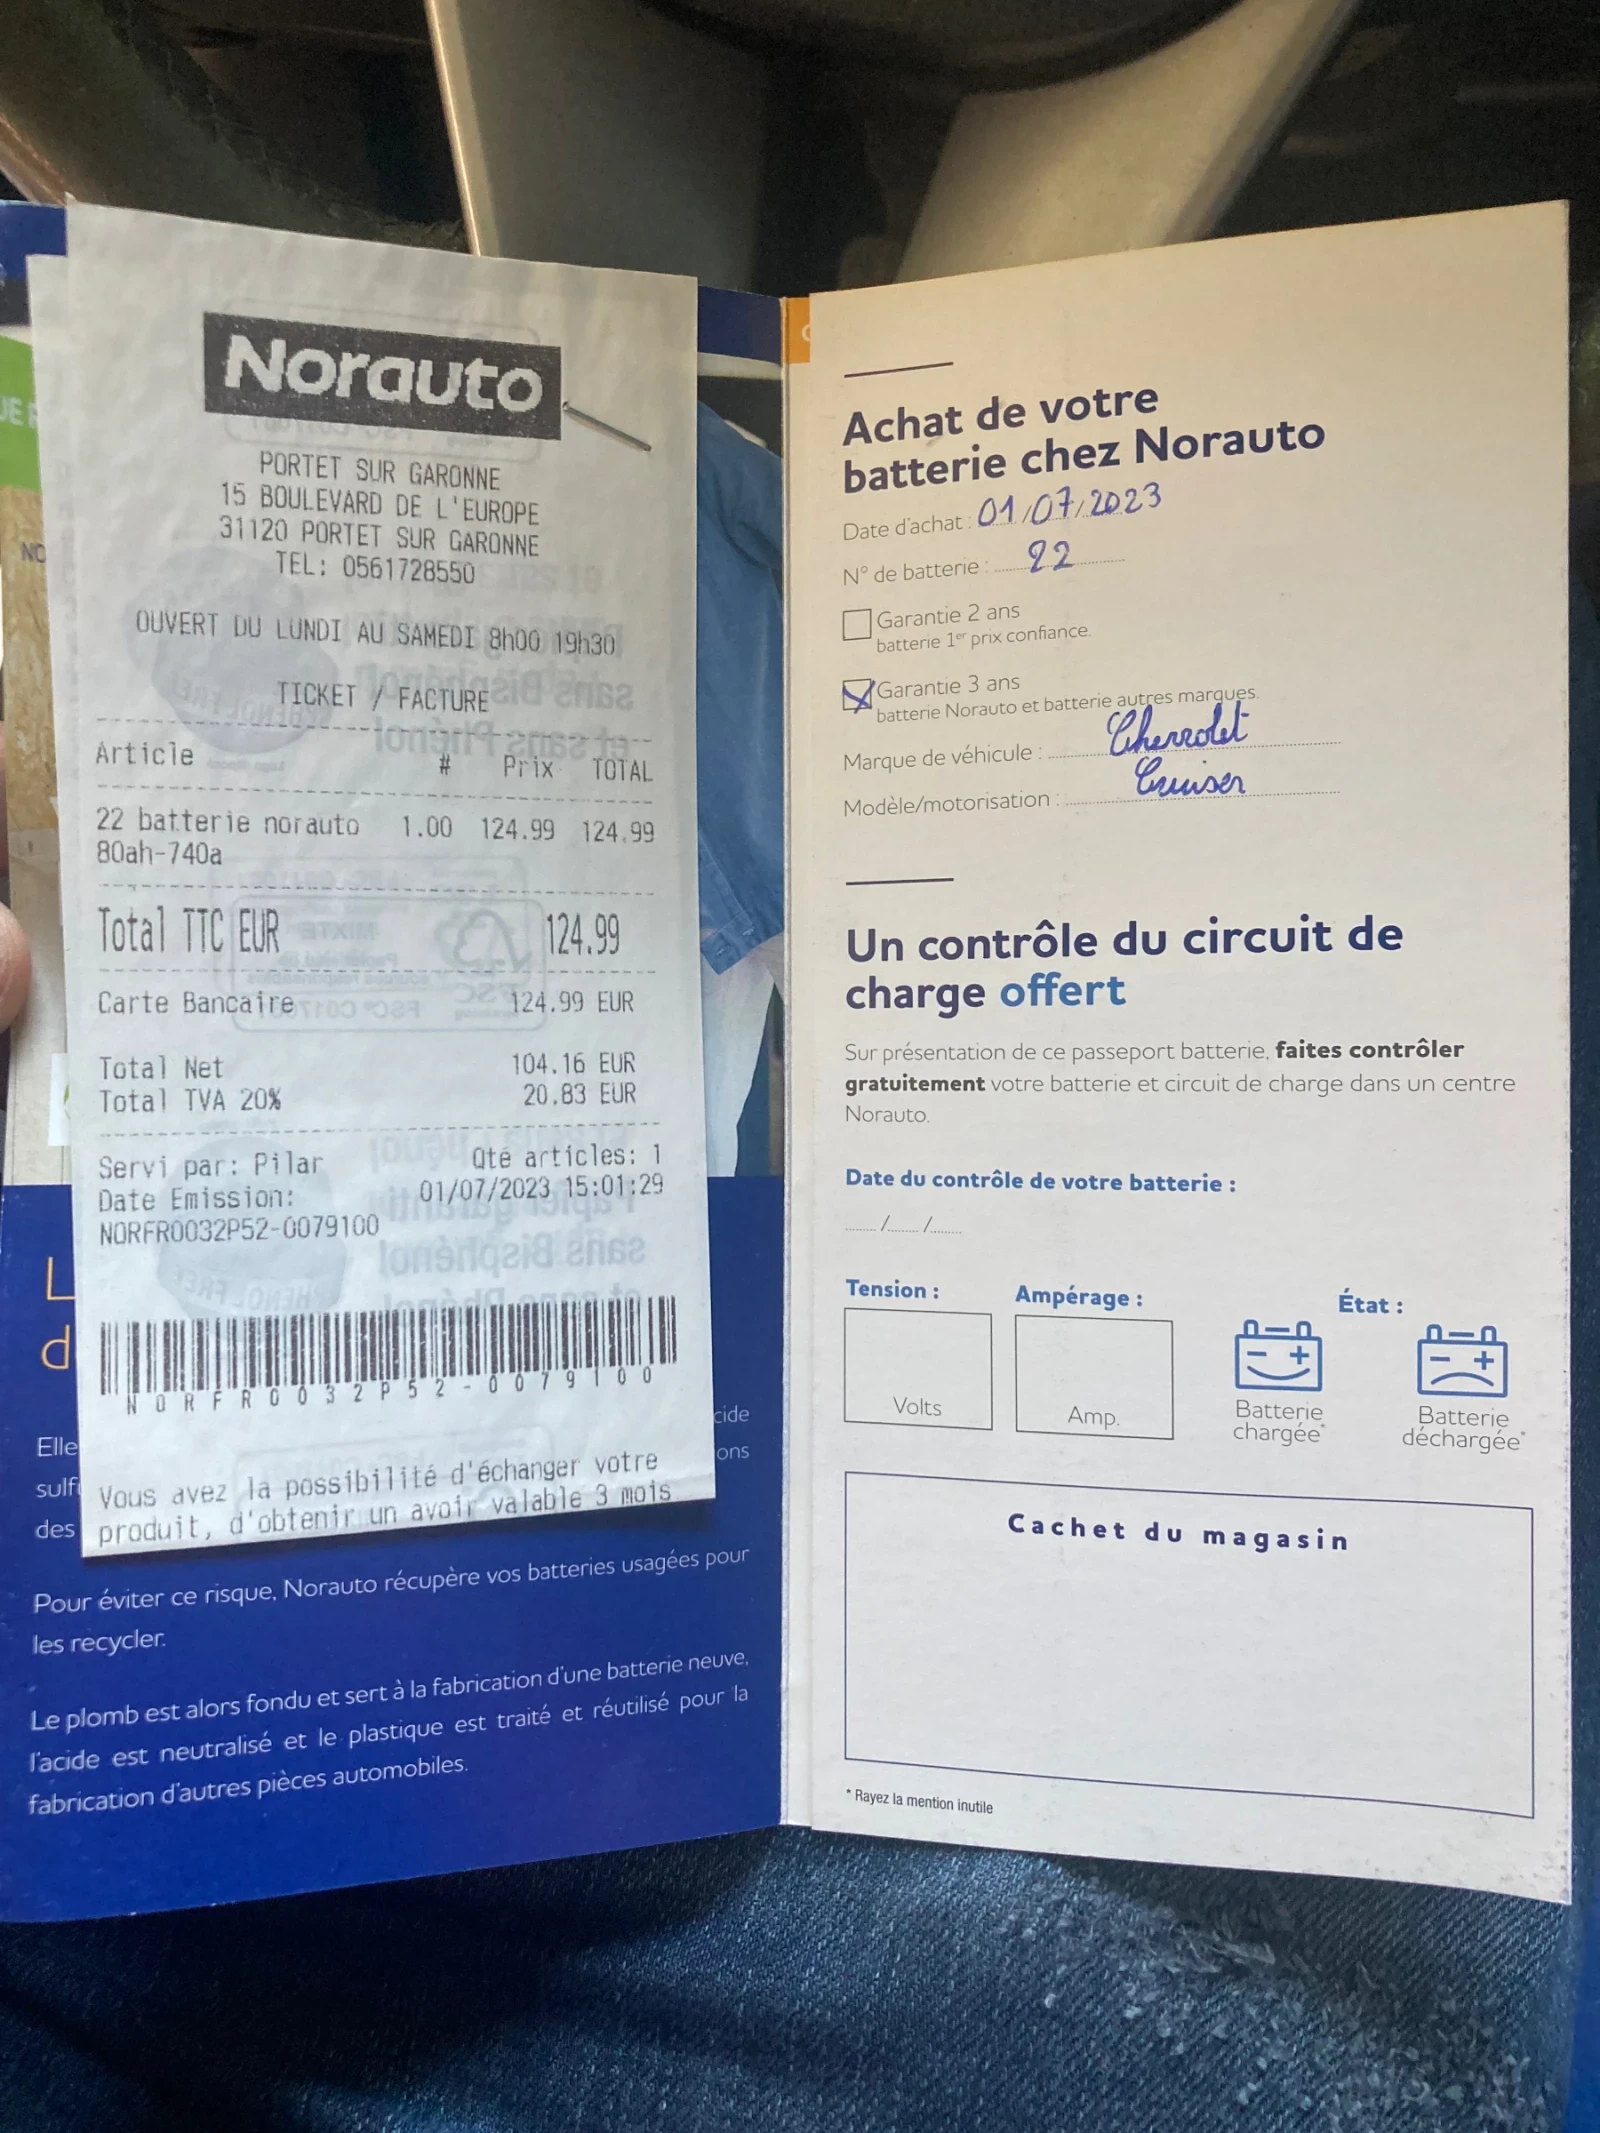 Norauto
PORTET SUR GARONNE
15 BOULEVARD DE L'EUROPE
31120 PORTET SUR GARONNE
TEL: 0561728550
OUVERT DU LUNDI AU SAMEDI 8h00 19h30
TICKET / FACTURE
Article # Prix TOTAL
22 batterie norauto 1.00 124.99 124.99
80ah-740a
Total TTC EUR 124.99
Carte Bancaire 124.99 EUR
Total Net 104.16 EUR
Total TVA 20% 20.83 EUR
Servi par: Pilar Qté articles: 1
Date Emission: 01/07/2023 15:01:29
NORFR0032P52-0079100
NORFR0032P52-0079100
Vous avez la possibilité d'échanger votre
produit, d'obtenir un avoir valable 3 mois
Elle
des
Pour éviter ce risque, Norauto récupère vos batteries usagées pour
les recycler.
Le plomb est alors fondu et sert à la fabrication d'une batterie neuve,
l'acide est neutralisé et le plastique est traité et réutilisé pour la
fabrication d'autres pièces automobiles.
Achat de votre
batterie chez Norauto
Date d'achat : 01/07/2023
N° de batterie : 22
Garantie 2 ans
batterie 1er prix confiance.
Garantie 3 ans
batterie Norauto et batterie autres marques.
Marque de véhicule : Chevrolet
Modèle/motorisation : Cruiser
Un contrôle du circuit de
charge offert
Sur présentation de ce passeport batterie, faites contrôler
gratuitement votre batterie et circuit de charge dans un centre
Norauto.
Date du contrôle de votre batterie :
...... /...... /......
Tension : Ampérage : État :
Volts Amp. Batterie chargée* Batterie déchargée*
Cachet du magasin
* Rayez la mention inutile